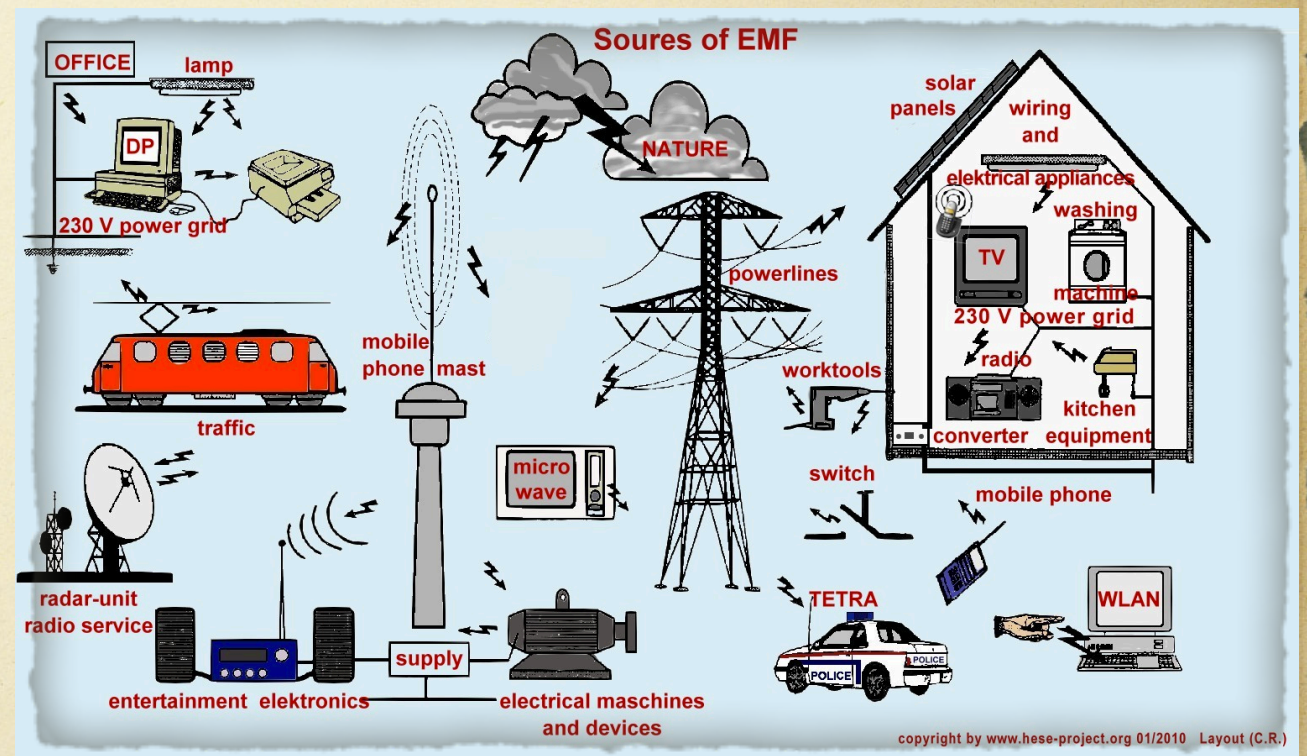 Soures of EMF
OFFICE
lamp
DP
230 V power grid
NATURE
solar
panels
wiring
and
elektrical appliances
washing
machine
TV
230 V power grid
radio
converter
kitchen
equipment
powerlines
mobile
phone mast
traffic
worktools
micro
wave
switch
mobile phone
radar-unit
radio service
TETRA
POLICE
POLICE
WLAN
supply
entertainment elektronics
electrical maschines
and devices
copyright by www.hese-project.org 01/2010 Layout (C.R.)